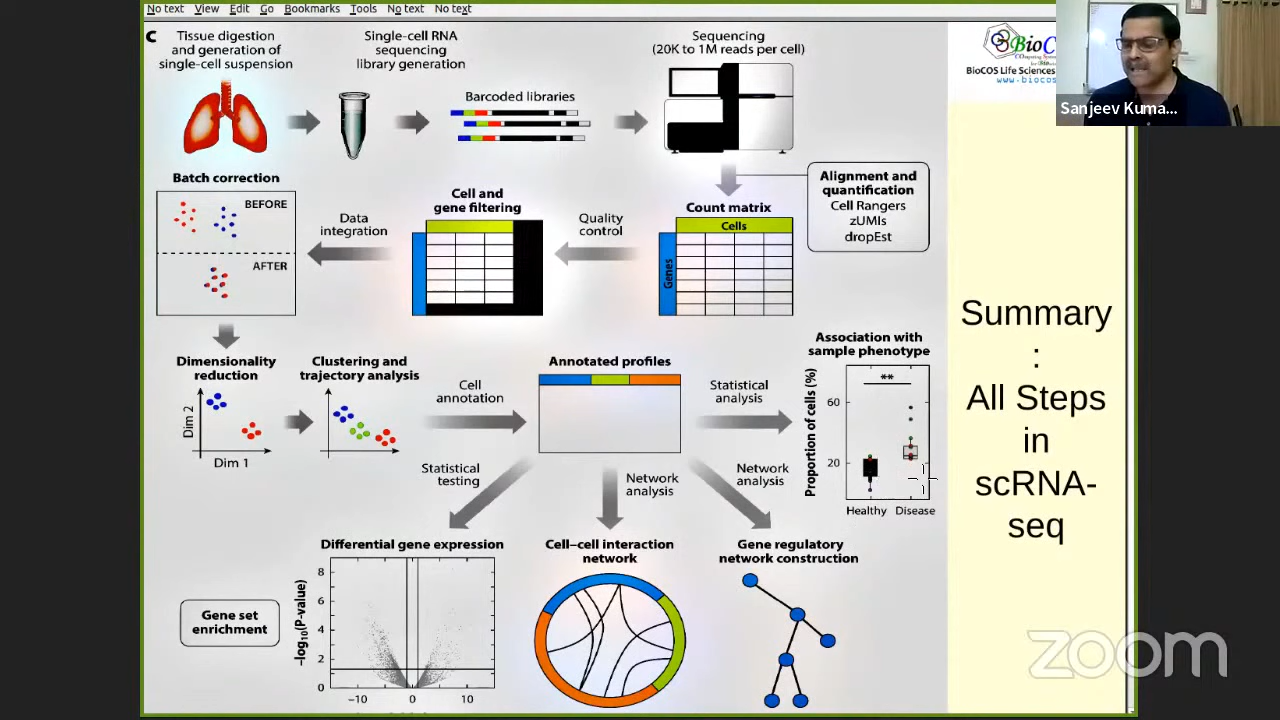 No text View Edit Go Bookmarks Tools No text No text
C
Tissue digestion
and generation of
single-cell suspension
Single-cell RNA
sequencing
library generation
Barcoded libraries
Sequencing
(20K to 1M reads per cell)
BioCOS Life Sciences
Sanjeev Kuma...
Alignment and
quantification
Cell Rangers
zUMIs
dropEst
Batch correction
BEFORE
AFTER
Data
integration
Cell and
gene filtering
Quality
control
Count matrix
Cells
Genes
Dimensionality
reduction
Dim 2
Dim 1
Clustering and
trajectory analysis
Cell
annotation
Annotated profiles
Statistical
analysis
Association with
sample phenotype
Proportion of cells (%)
**
60
20
Healthy Disease
Statistical
testing
Network
analysis
Network
analysis
Differential gene expression
Gene set
enrichment
–log10(P-value)
8
6
4
2
0
–10 0 10
Cell–cell interaction
network
Gene regulatory
network construction
Summary
:
All Steps
in
scRNA-
seq
zoom